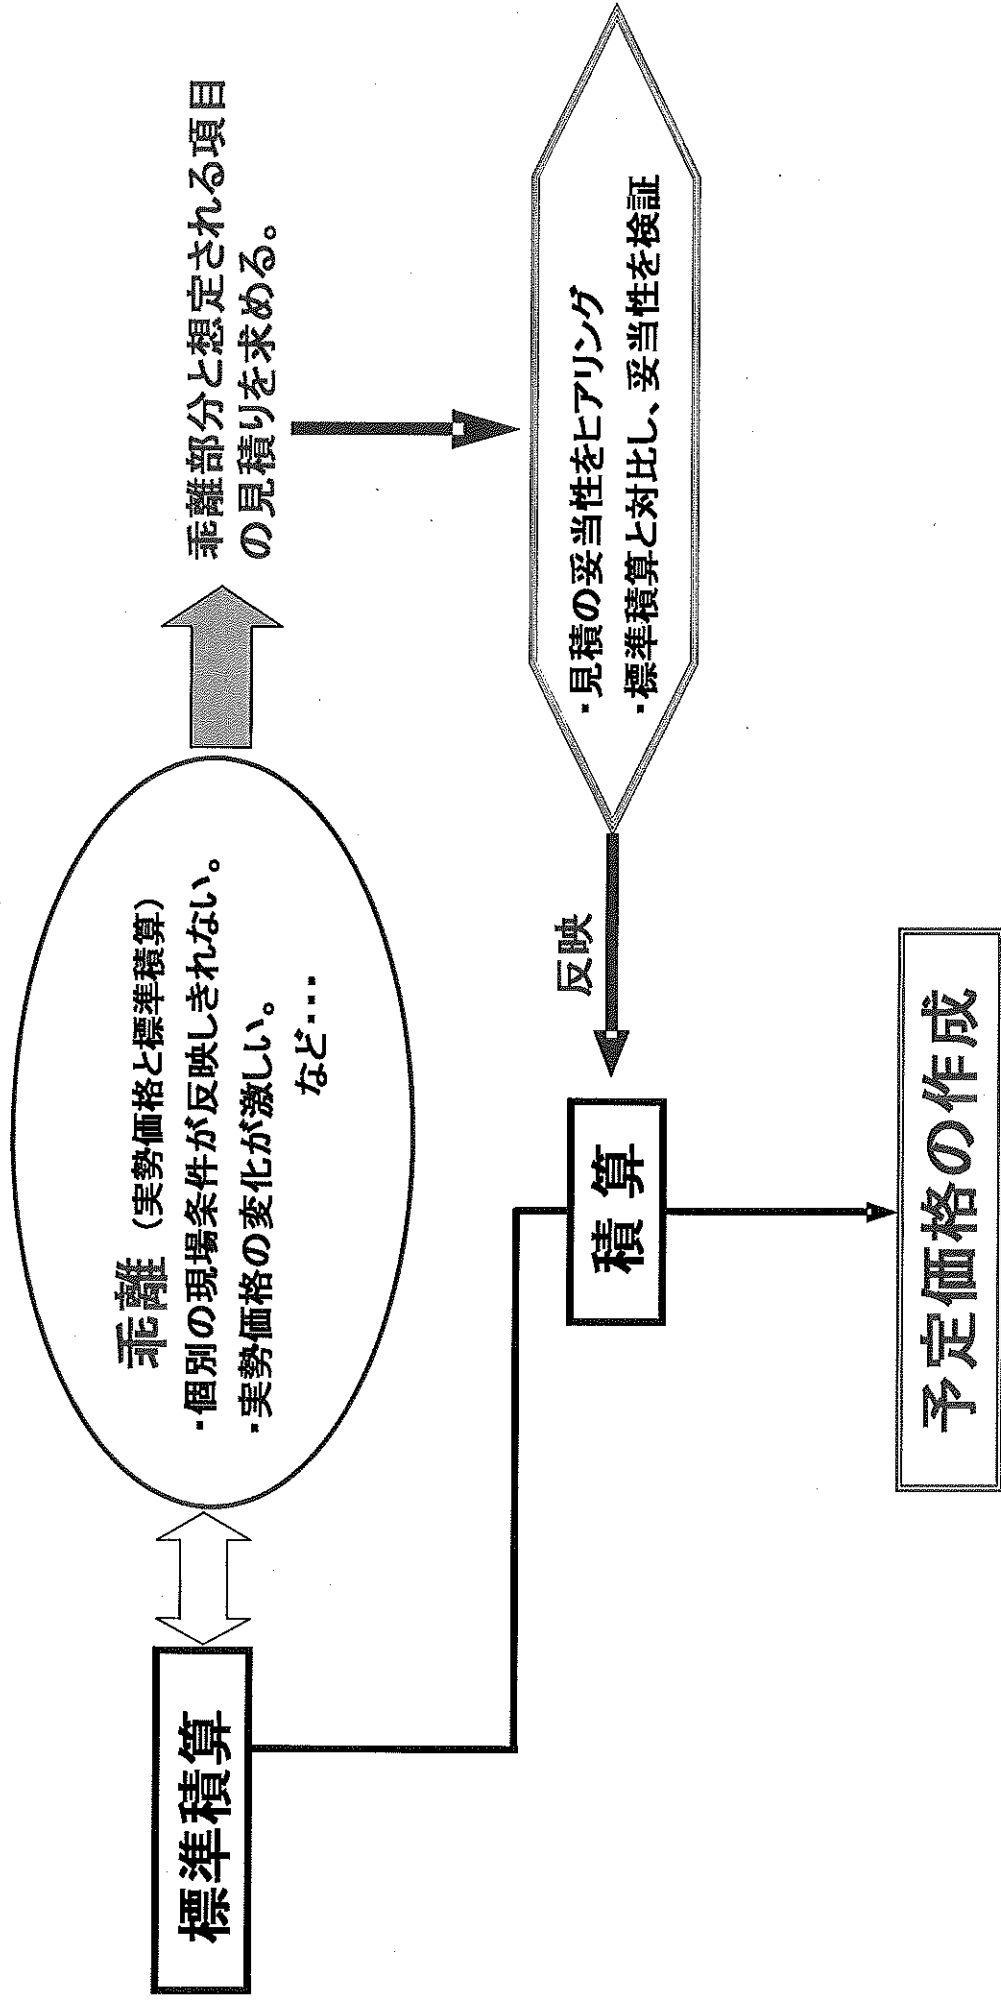 標準積算
乖離（実勢価格と標準積算）
・個別の現場条件が反映しきれない。
・実勢価格の変化が激しい。
など・・・
乖離部分と想定される項目
の見積りを求める。
・見積の妥当性をヒアリング
・標準積算と対比し、妥当性を検証
反映
積算
予定価格の作成